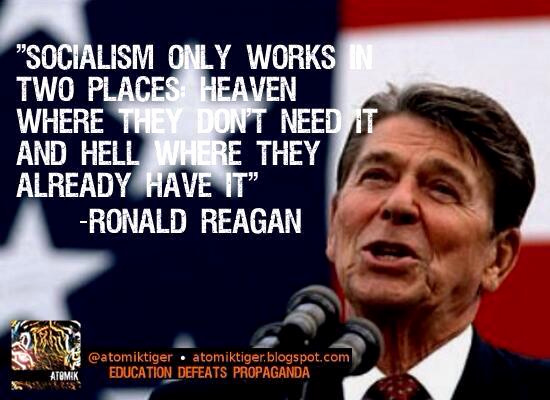 "SOCIALISM ONLY WORKS IN
TWO PLACES: HEAVEN
WHERE THEY DON'T NEED IT
AND HELL WHERE THEY
ALREADY HAVE IT"
-RONALD REAGAN
ATOMIK
@atomiktiger • atomiktiger.blogspot.com
EDUCATION DEFEATS PROPAGANDA